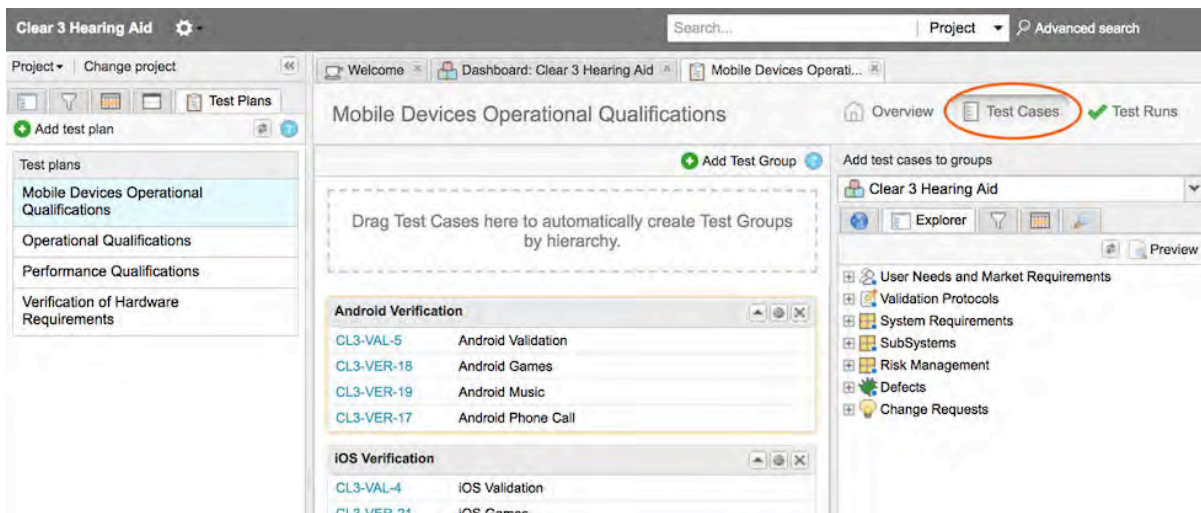 Clear 3 Hearing Aid
Search...
Project
Advanced search
Project
Change project
Welcome
Dashboard: Clear 3 Hearing Aid
Mobile Devices Operati...
Test Plans
Add test plan
Test plans
Mobile Devices Operational
Qualifications
Operational Qualifications
Performance Qualifications
Verification of Hardware
Requirements
Mobile Devices Operational Qualifications
Overview
Test Cases
Test Runs
Add Test Group
Drag Test Cases here to automatically create Test Groups
by hierarchy.
Android Verification
CL3-VAL-5 Android Validation
CL3-VER-18 Android Games
CL3-VER-19 Android Music
CL3-VER-17 Android Phone Call
iOS Verification
CL3-VAL-4 iOS Validation
CL3-VER-21 iOS Games
Add test cases to groups
Clear 3 Hearing Aid
Explorer
Preview
User Needs and Market Requirements
Validation Protocols
System Requirements
SubSystems
Risk Management
Defects
Change Requests